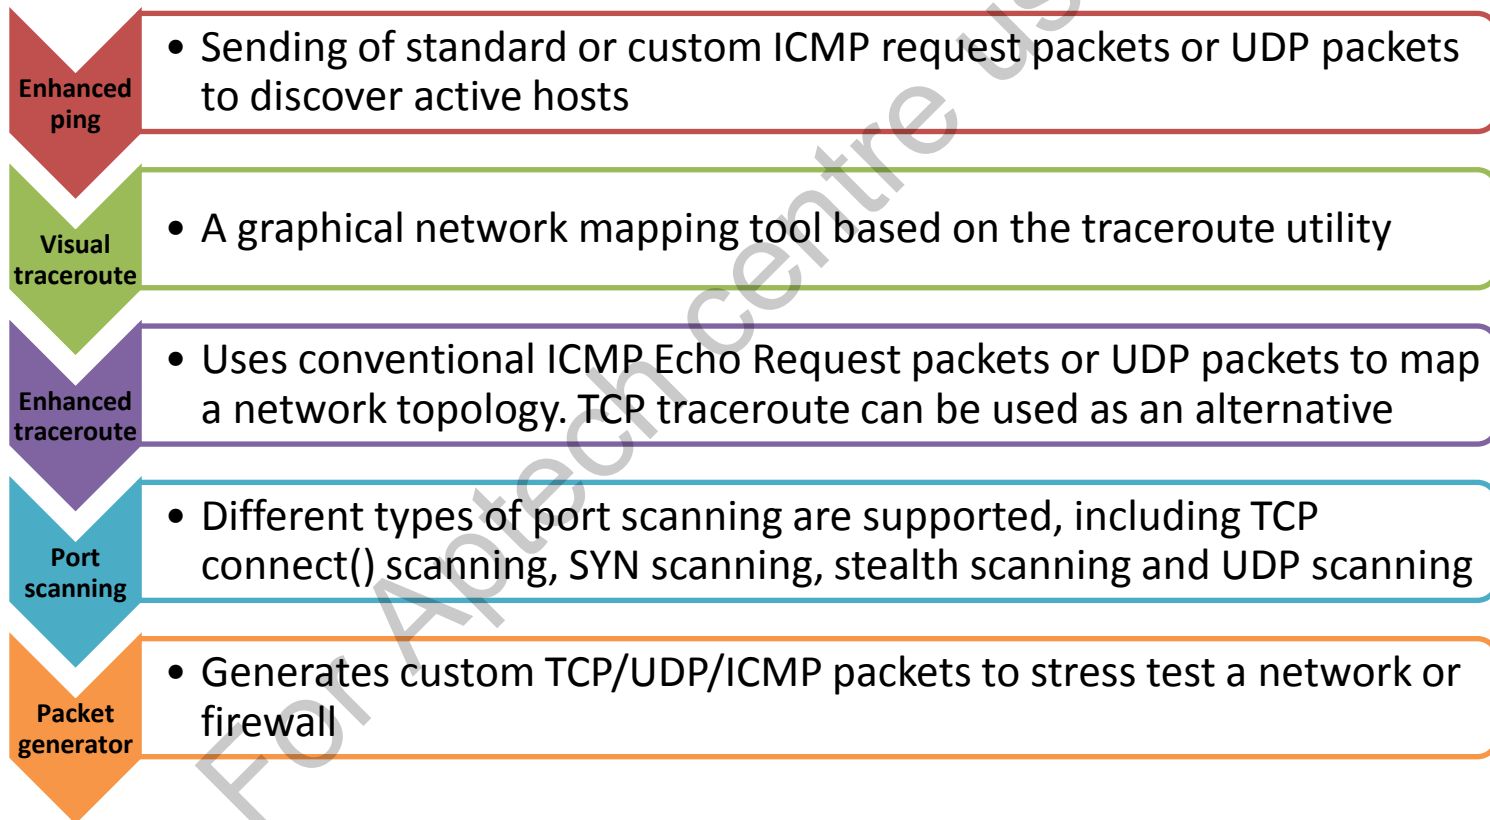 Enhanced
ping
• Sending of standard or custom ICMP request packets or UDP packets
to discover active hosts
Visual
traceroute
• A graphical network mapping tool based on the traceroute utility
Enhanced
traceroute
• Uses conventional ICMP Echo Request packets or UDP packets to map
a network topology. TCP traceroute can be used as an alternative
Port
scanning
• Different types of port scanning are supported, including TCP
connect() scanning, SYN scanning, stealth scanning and UDP scanning
Packet
generator
• Generates custom TCP/UDP/ICMP packets to stress test a network or
firewall
For Aptech centre us